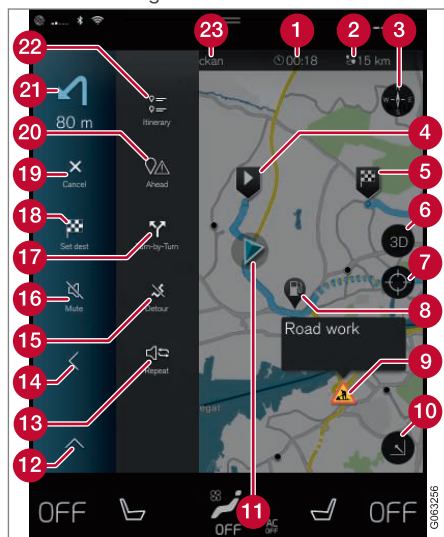 23 1 2 3
ckan 00:18 15 km
22
21
80 m
Itinerary
W E
4
20
5
19
Cancel
Ahead
6
18
3D
Set dest
17
Turn-by-Turn
7
16
Mute
15
Detour
8
Road work
14
13
Repeat
9
egat
10
12
11
OFF OFF AC OFF OFF
G063256